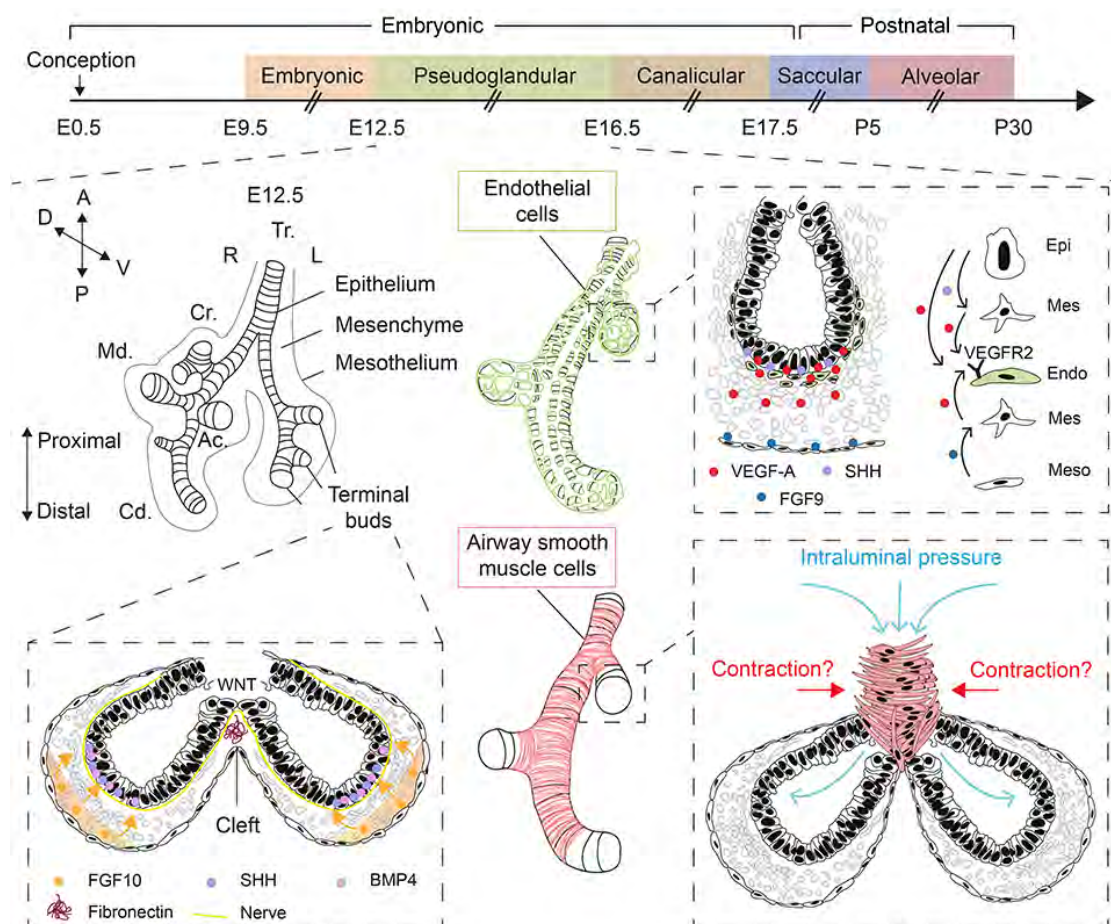 Embryonic
Postnatal
Conception
Embryonic
Pseudoglandular
Canalicular
Saccular
Alveolar
E0.5
E9.5
E12.5
E16.5
E17.5
P5
P30
A
D
V
P
E12.5
Tr.
R
L
Cr.
Md.
Ac.
Cd.
Epithelium
Mesenchyme
Mesothelium
Proximal
Distal
Terminal
buds
Endothelial
cells
Epi
Mes
VEGFR2
Endo
Mes
Meso
VEGF-A
SHH
FGF9
Airway smooth
muscle cells
WNT
Cleft
FGF10
SHH
BMP4
Fibronectin
Nerve
Intraluminal pressure
Contraction?
Contraction?